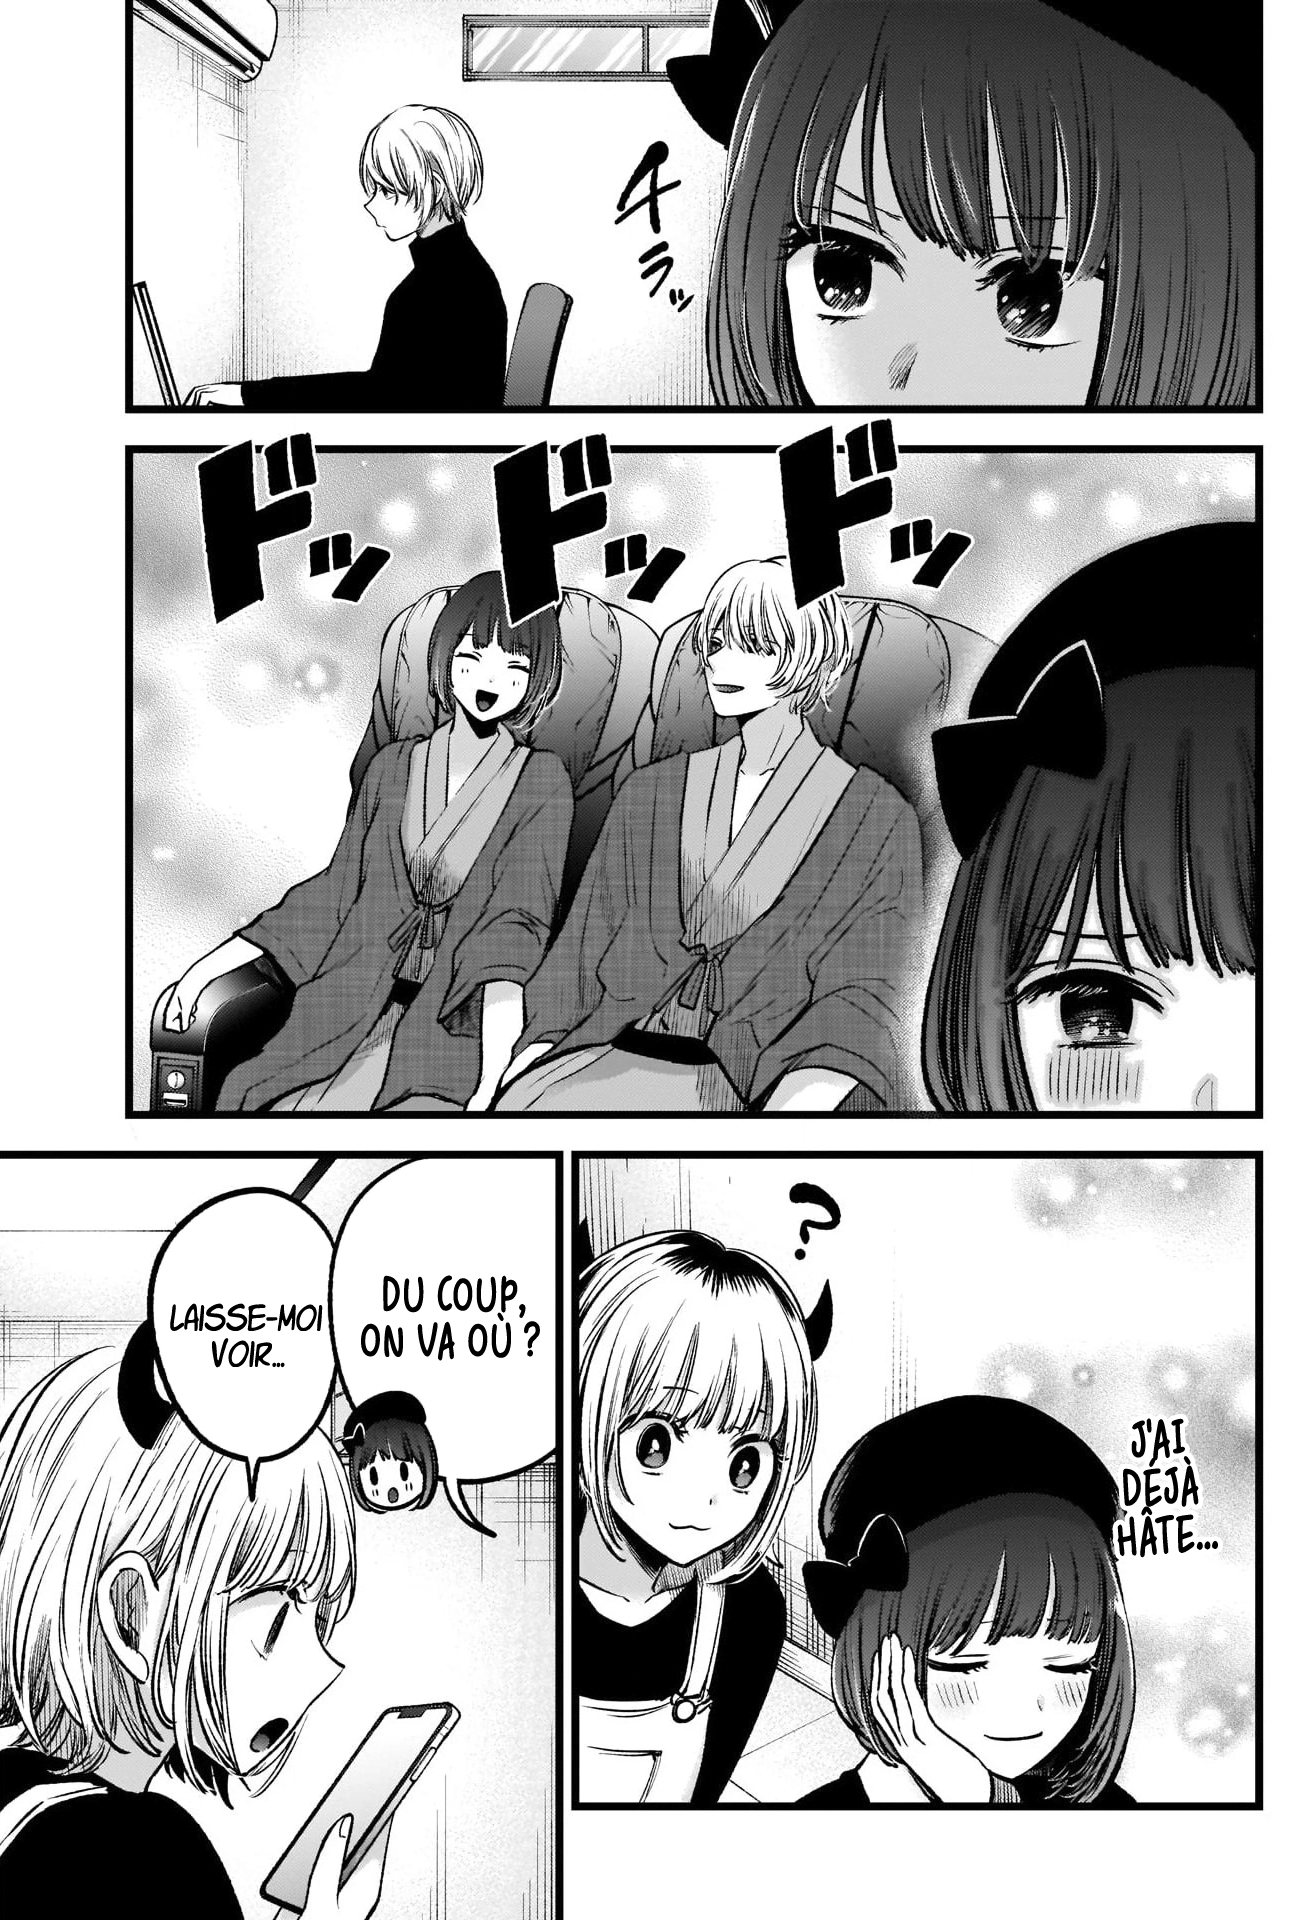 チラッ
ドッ
ドッ
ドッ
?
J'AI
DÉJÀ
HÂTE...
DU COUP,
ON VA OÙ ?
LAISSE-MOI
VOIR...